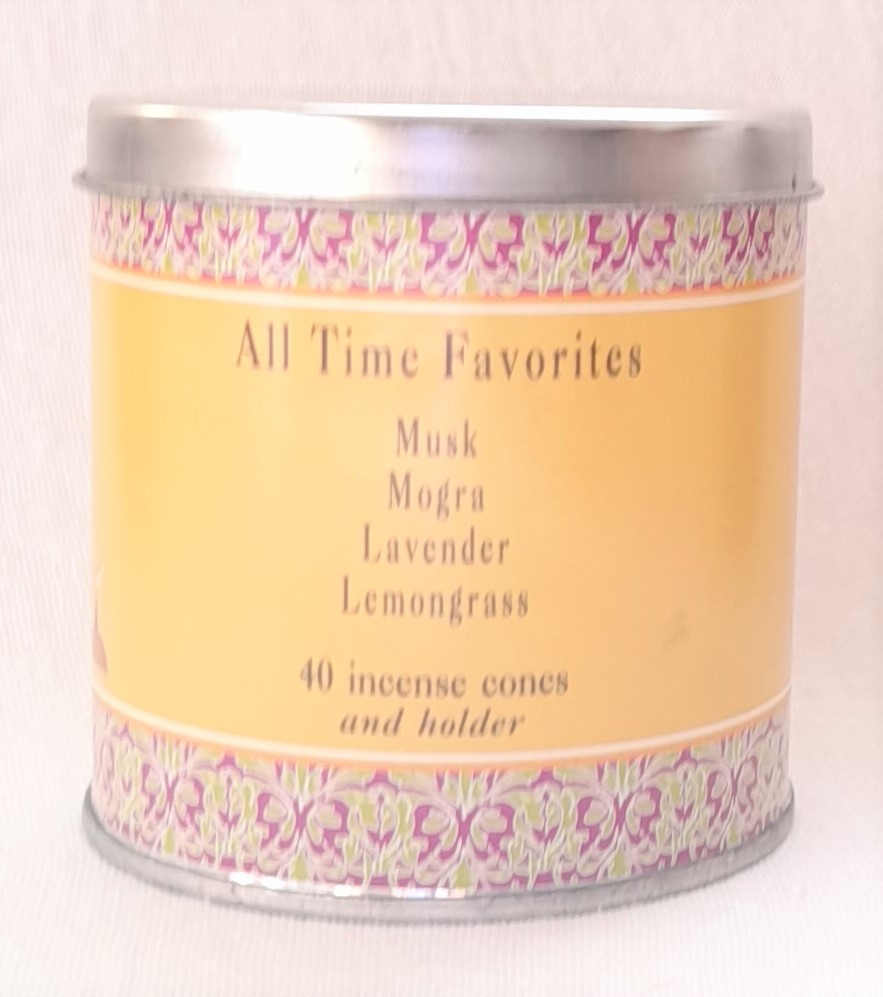 All Time Favorites
Musk
Mogra
Lavender
Lemongrass
40 incense cones
and holder